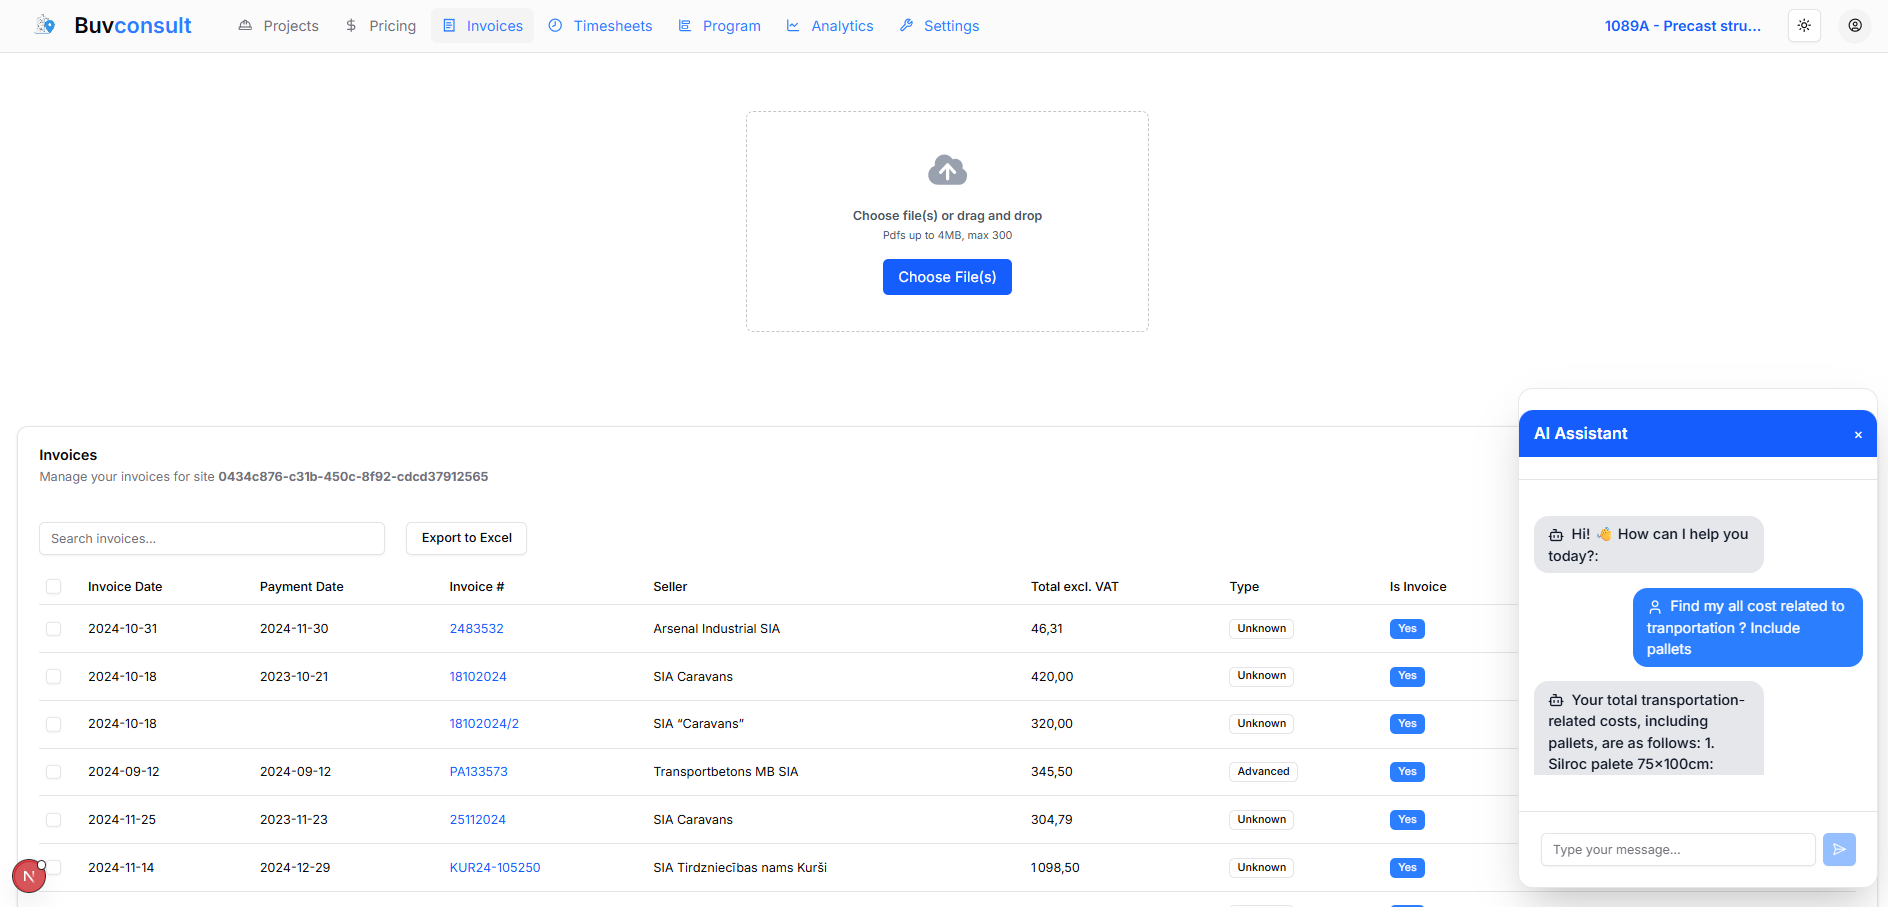 Buvconsult
Projects
Pricing
Invoices
Timesheets
Program
Analytics
Settings
1089A - Precast stru...
Choose file(s) or drag and drop
Pdfs up to 4MB, max 300
Choose File(s)
Invoices
Manage your invoices for site 0434c876-c31b-450c-8f92-cdcd37912565
Search invoices...
Export to Excel
Invoice Date Payment Date Invoice # Seller Total excl. VAT Type Is Invoice
2024-10-31 2024-11-30 2483532 Arsenal Industrial SIA 46,31 Unknown Yes
2024-10-18 2023-10-21 18102024 SIA Caravans 420,00 Unknown Yes
2024-10-18 18102024/2 SIA “Caravans” 320,00 Unknown Yes
2024-09-12 2024-09-12 PA133573 Transportbetons MB SIA 345,50 Advanced Yes
2024-11-25 2023-11-23 25112024 SIA Caravans 304,79 Unknown Yes
2024-11-14 2024-12-29 KUR24-105250 SIA Tirdzniecības nams Kurši 1098,50 Unknown Yes
N
AI Assistant
×
Hi! 👋 How can I help you
today?:
Find my all cost related to
tranportation ? Include
pallets
Your total transportation-
related costs, including
pallets, are as follows: 1.
Silroc palete 75x100cm:
Type your message...